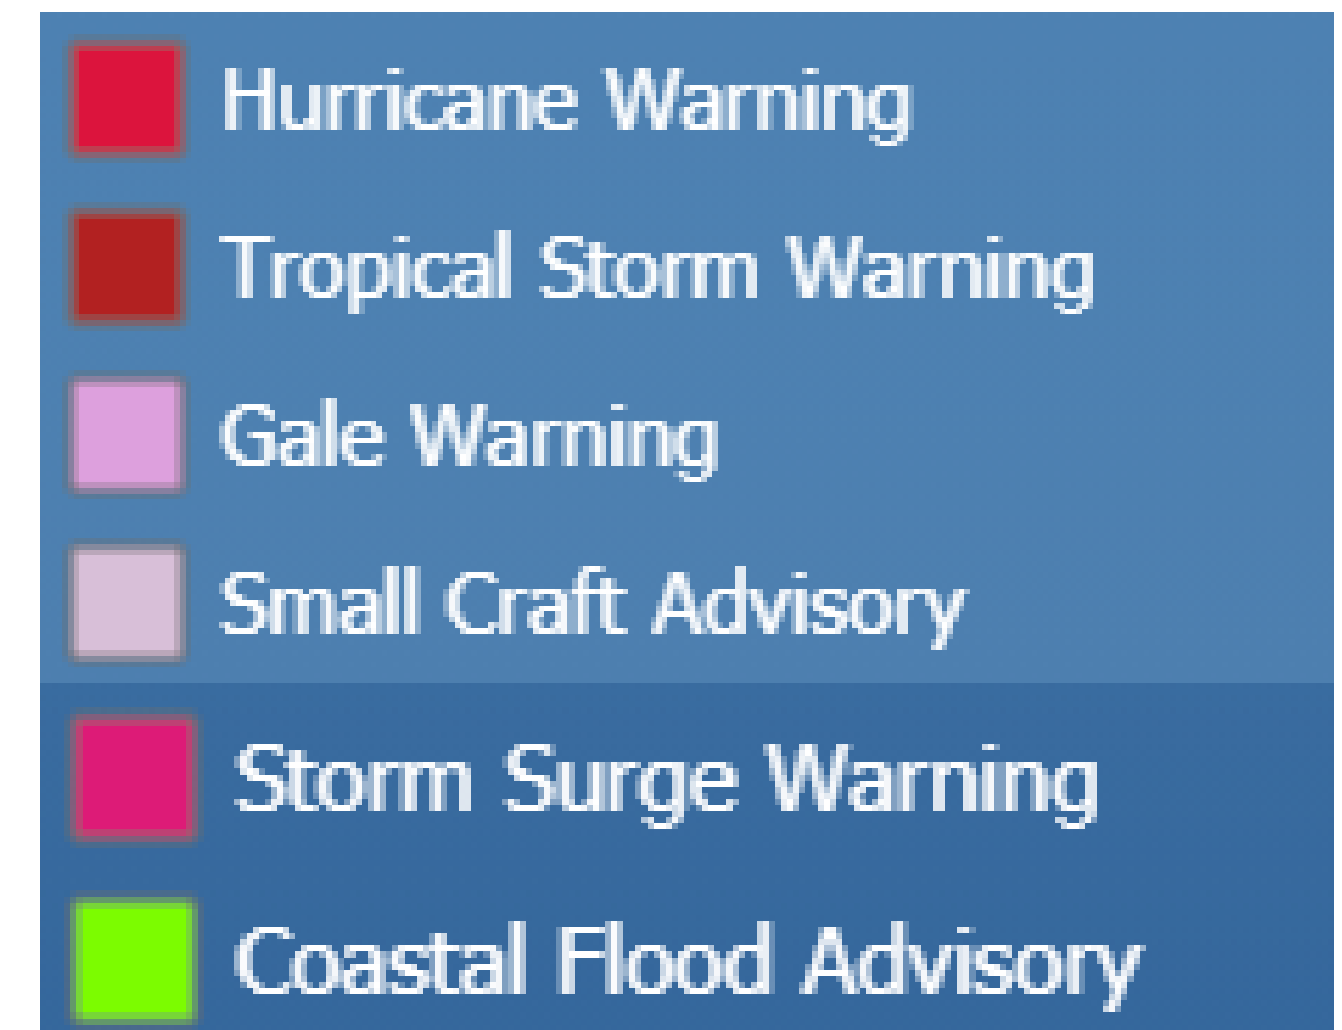 Hurricane Warning
Tropical Storm Warning
Gale Warning
Small Craft Advisory
Storm Surge Warning
Coastal Flood Advisory